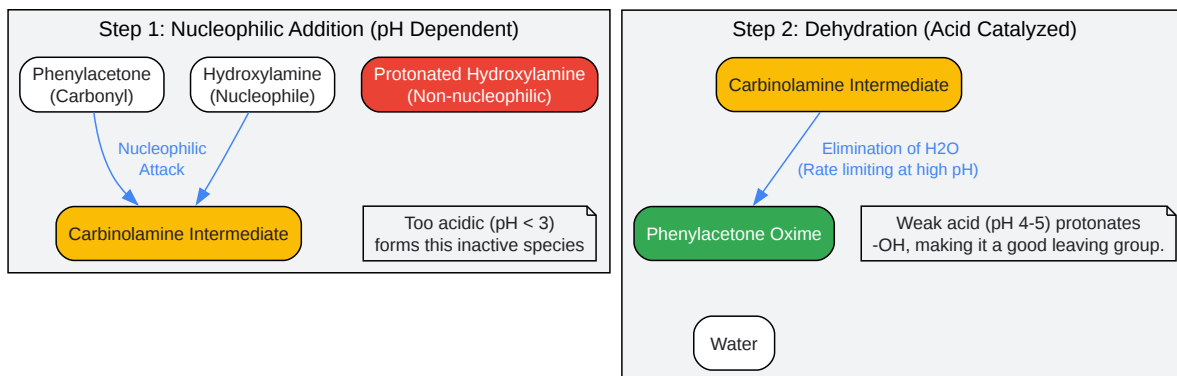 Step 1: Nucleophilic Addition (pH Dependent)
Phenylacetone
(Carbonyl)
Hydroxylamine
(Nucleophile)
Protonated Hydroxylamine
(Non-nucleophilic)
Nucleophilic
Attack
Carbinolamine Intermediate
Too acidic (pH < 3)
forms this inactive species
Step 2: Dehydration (Acid Catalyzed)
Carbinolamine Intermediate
Elimination of H2O
(Rate limiting at high pH)
Phenylacetone Oxime
Weak acid (pH 4-5) protonates
-OH, making it a good leaving group.
Water